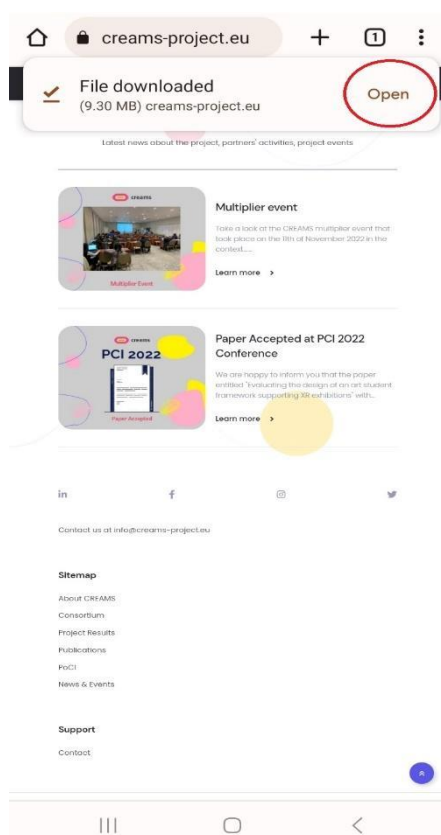 creams-project.eu
1
File downloaded
(9.30 MB) creams-project.eu
Open
Latest news about the project, partners' activities, project events
creams
Multiplier Event
Multiplier event
Take a look at the CREAMS multiplier event that
took place on the 11th of November 2022 in the
context......
Learn more >
creams
PCI 2022
Paper Accepted
Paper Accepted at PCI 2022
Conference
We are happy to inform you that the paper
entitled "Evaluating the design of an art student
framework supporting XR exhibitions" with...
Learn more >
in
f
Contact us at info@creams-project.eu
Sitemap
About CREAMS
Consortium
Project Results
Publications
PaCI
News & Events
Support
Contact